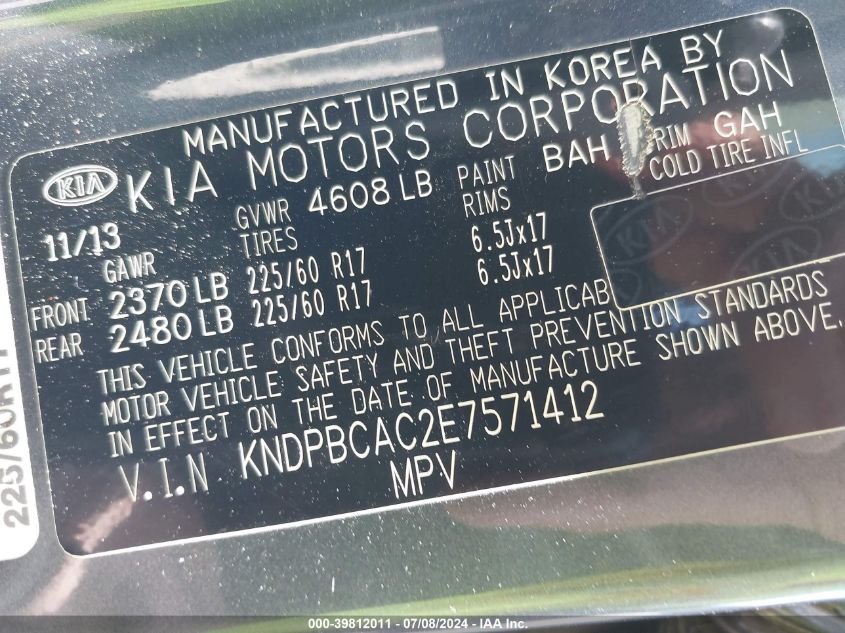 MANUFACTURED IN KOREA BY
KIA KIA MOTORS CORPORATION
11/13 GVWR 4608 LB PAINT BAH TRIM GAH
GAWR TIRES RIMS COLD TIRE INFL
FRONT 2370 LB 225/60 R17 6.5Jx17
REAR 2480 LB 225/60 R17 6.5Jx17
THIS VEHICLE CONFORMS TO ALL APPLICAB
MOTOR VEHICLE SAFETY AND THEFT PREVENTION STANDARDS
IN EFFECT ON THE DATE OF MANUFACTURE SHOWN ABOVE.
V.I.N KNDPBCAC2E7571412
MPV
225/60R17
000-39812011 - 07/08/2024 - IAA Inc.